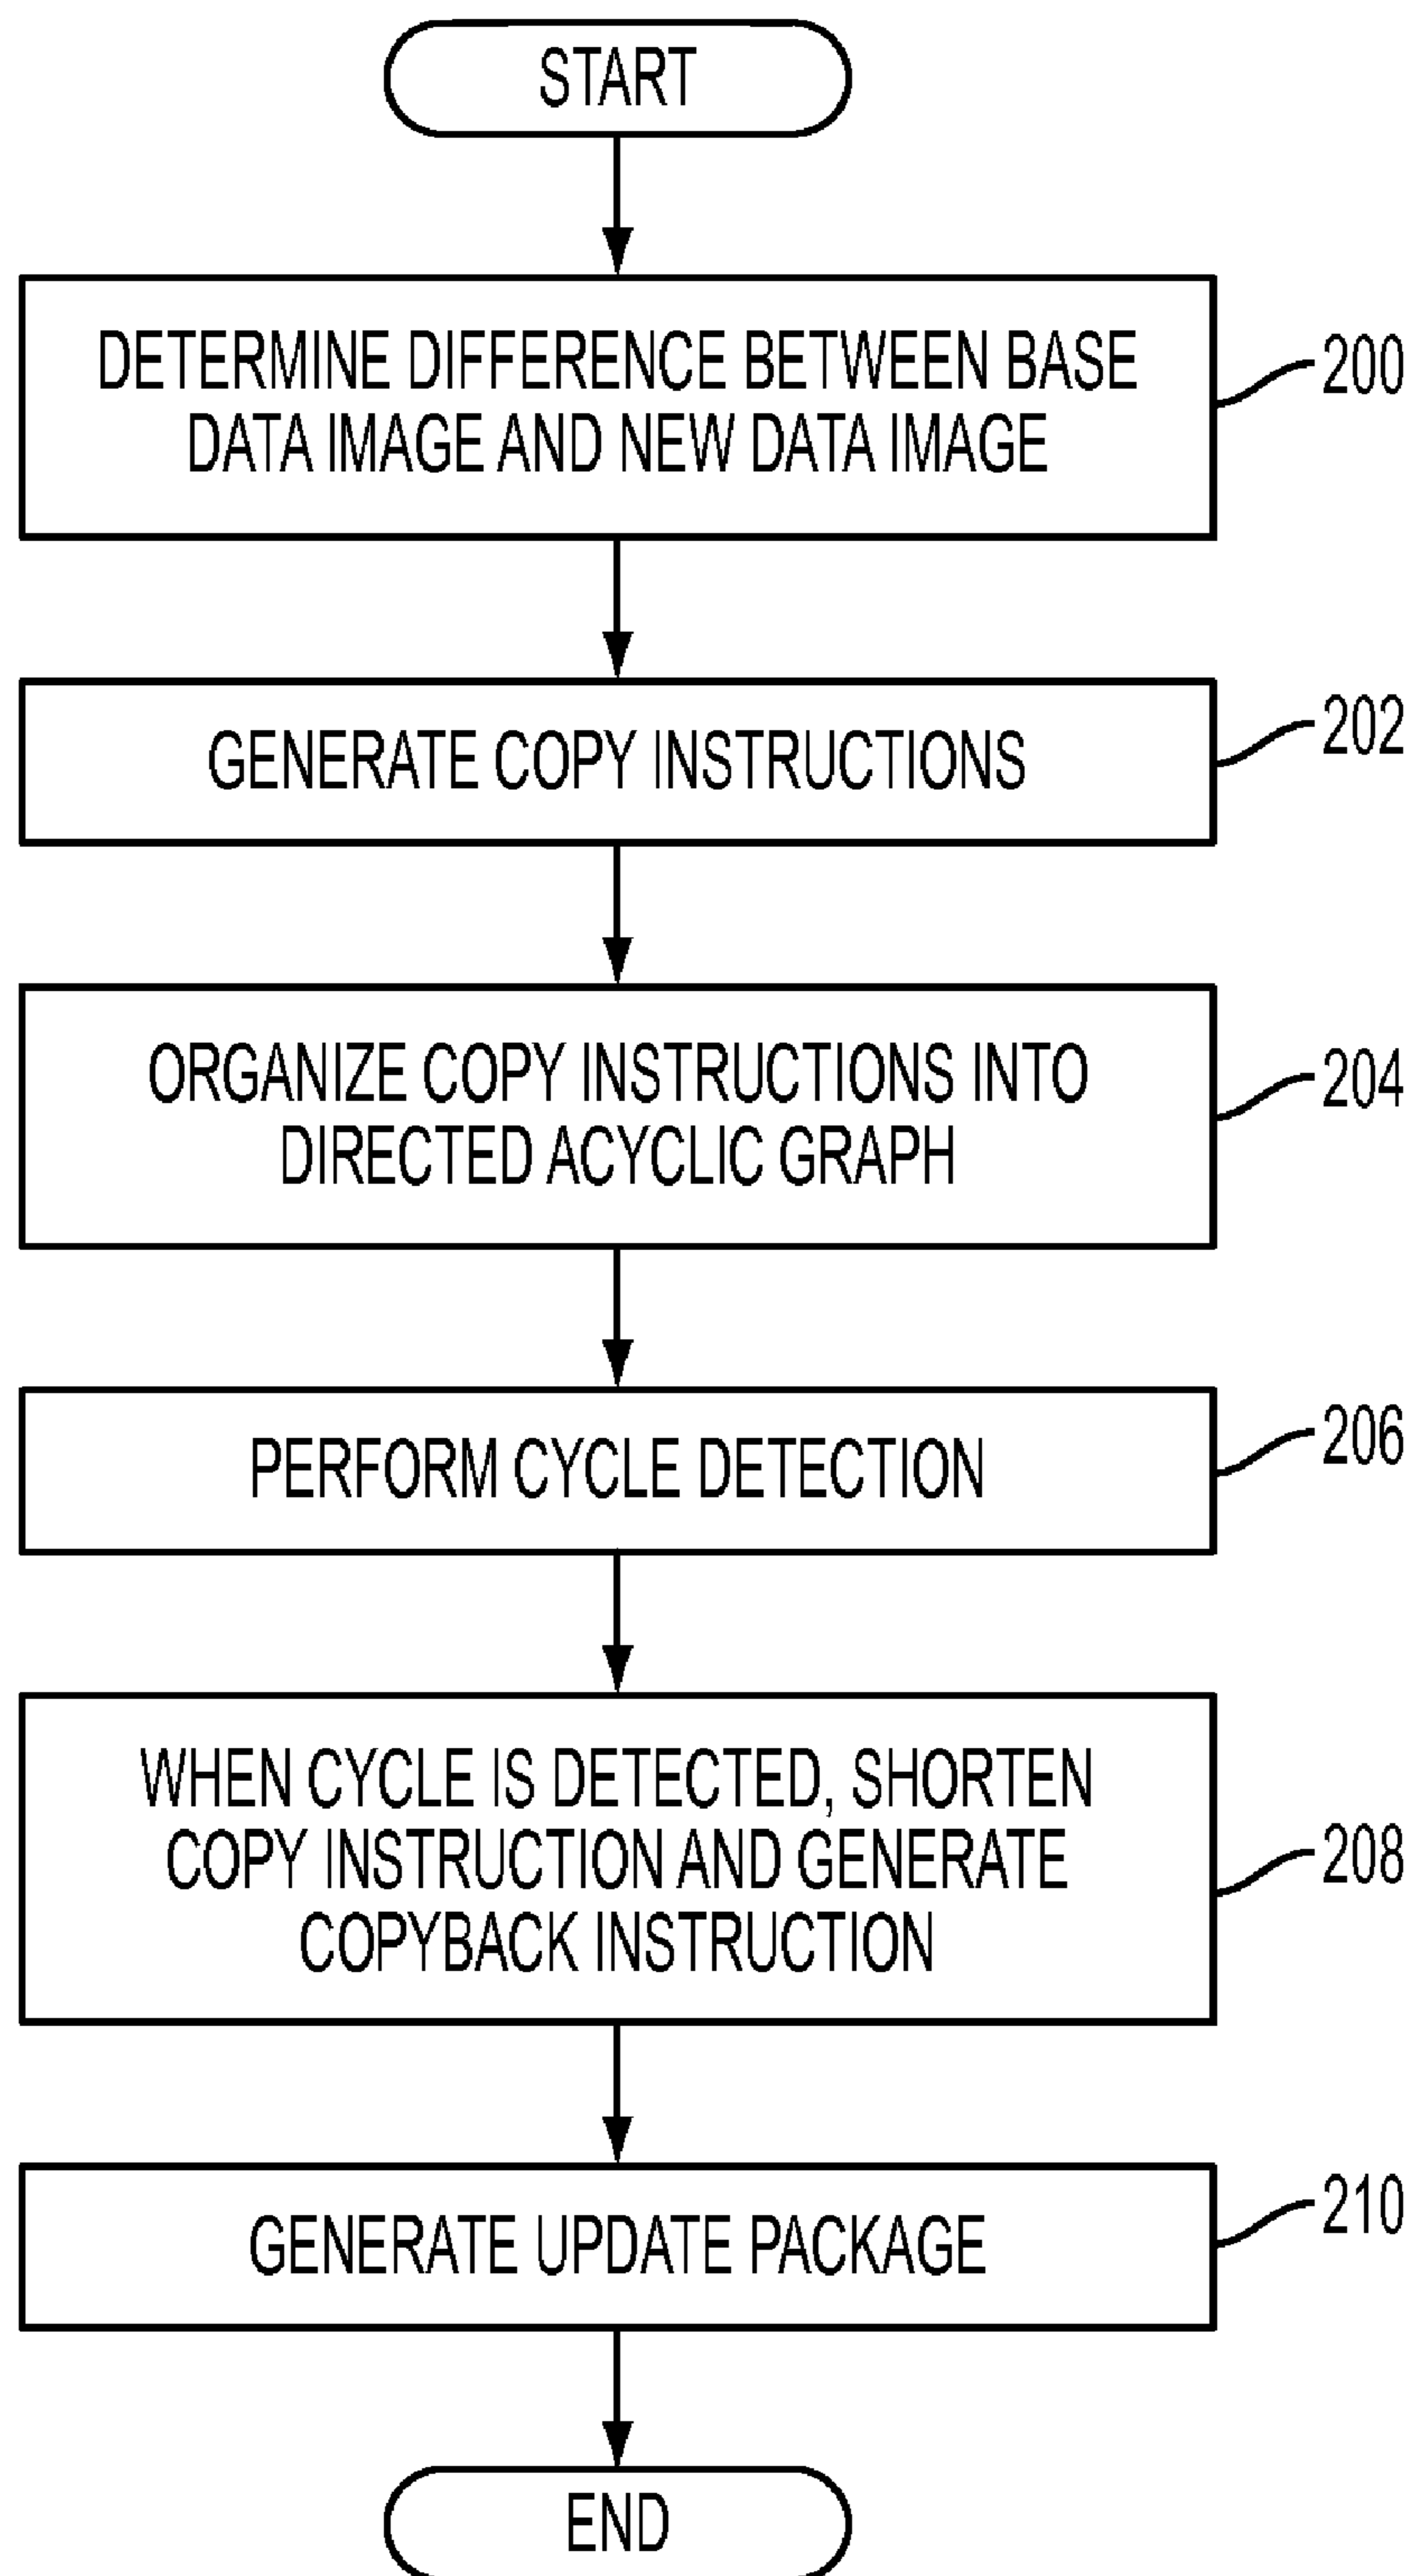 START
DETERMINE DIFFERENCE BETWEEN BASE
DATA IMAGE AND NEW DATA IMAGE
200
GENERATE COPY INSTRUCTIONS
202
ORGANIZE COPY INSTRUCTIONS INTO
DIRECTED ACYCLIC GRAPH
204
PERFORM CYCLE DETECTION
206
WHEN CYCLE IS DETECTED, SHORTEN
COPY INSTRUCTION AND GENERATE
COPYBACK INSTRUCTION
208
GENERATE UPDATE PACKAGE
210
END